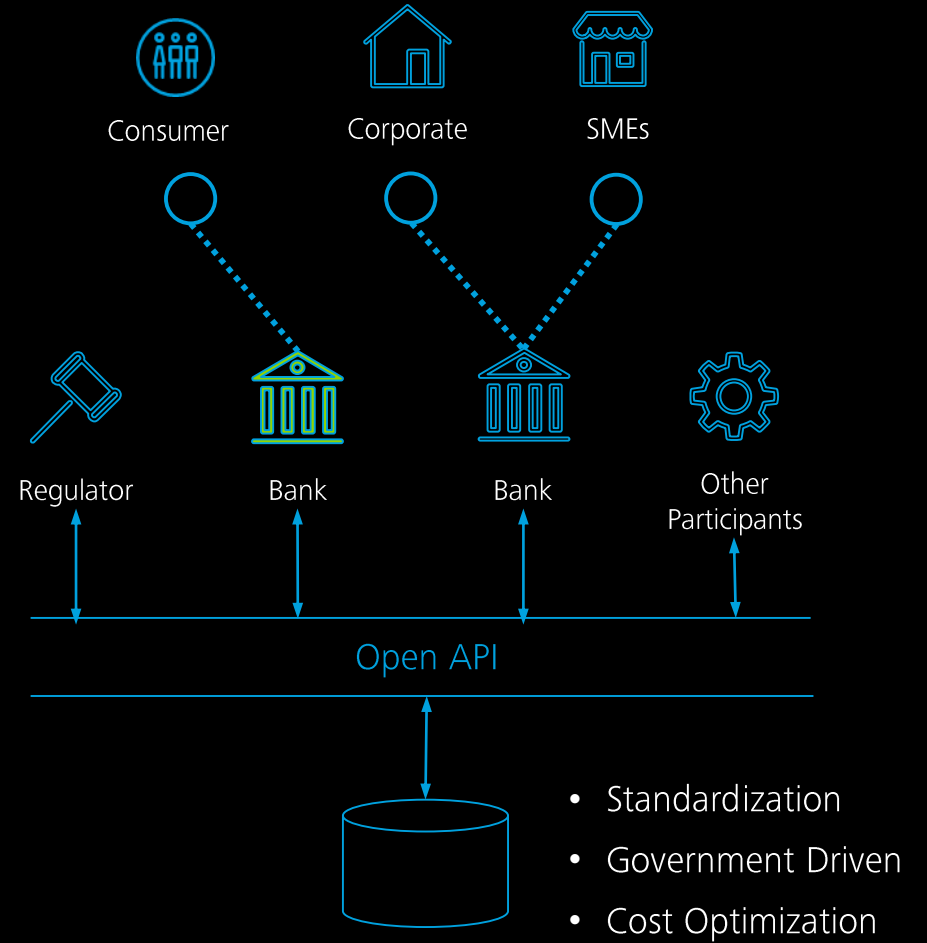 Consumer
Corporate
SMEs
Regulator
Bank
Bank
Other
Participants
Open API
• Standardization
• Government Driven
• Cost Optimization